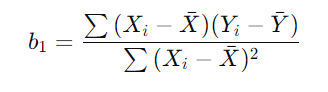 b₁ = ∑ (Xᵢ − X̄)(Yᵢ − Ȳ) / ∑ (Xᵢ − X̄)²